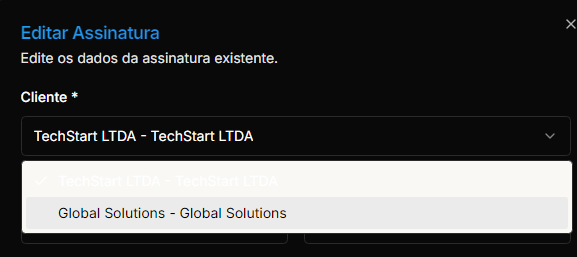 Editar Assinatura
Edite os dados da assinatura existente.
Cliente *
TechStart LTDA - TechStart LTDA
TechStart LTDA - TechStart LTDA
Global Solutions - Global Solutions